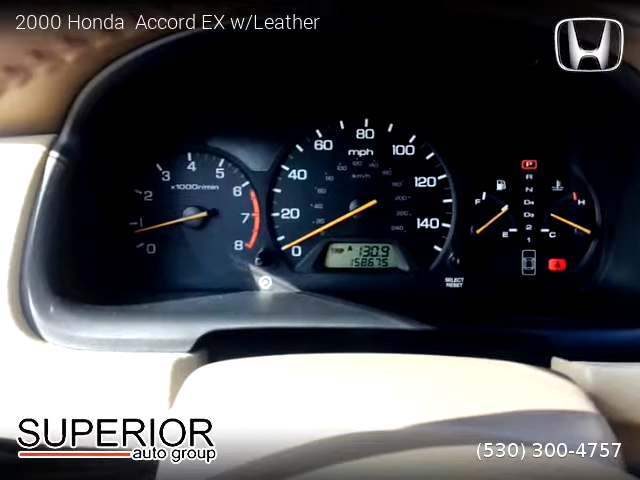 2000 Honda  Accord EX w/Leather
0 1 2 3 4 5 6 7 8
x1000r/min
0 20 40 60 80 100 120 140
mph
km/h
TRIP A 130.9
158675
SELECT
RESET
F E
P
R
N
D4
D3
2
1
H C
SUPERIOR
auto group
(530) 300-4757